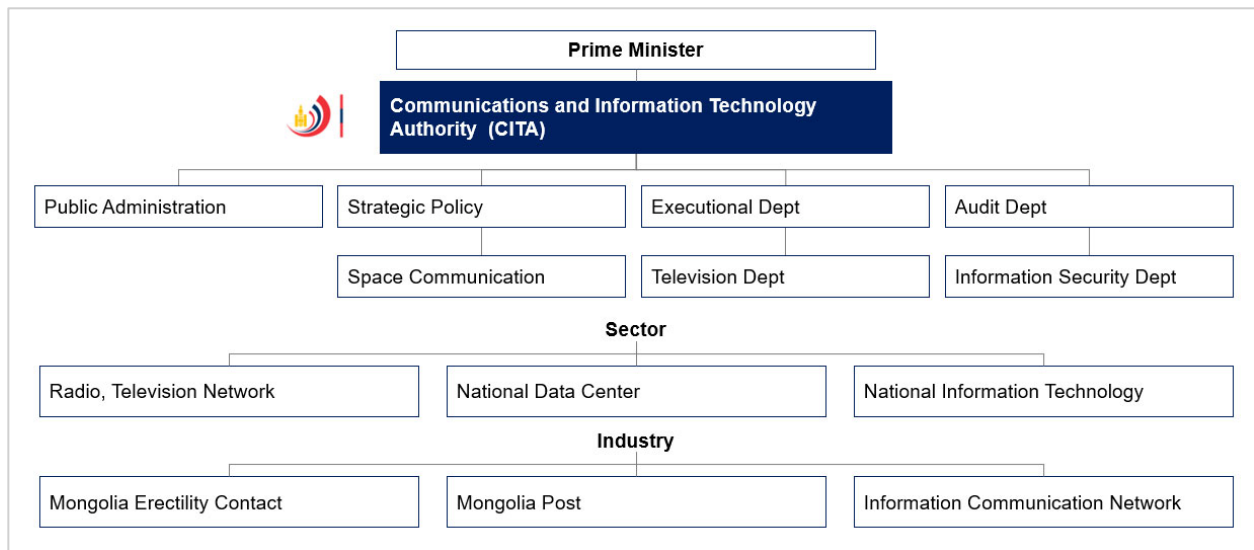 Prime Minister
Communications and Information Technology
Authority (CITA)
Public Administration
Strategic Policy
Executional Dept
Audit Dept
Space Communication
Television Dept
Information Security Dept
Sector
Radio, Television Network
National Data Center
National Information Technology
Industry
Mongolia Erectility Contact
Mongolia Post
Information Communication Network